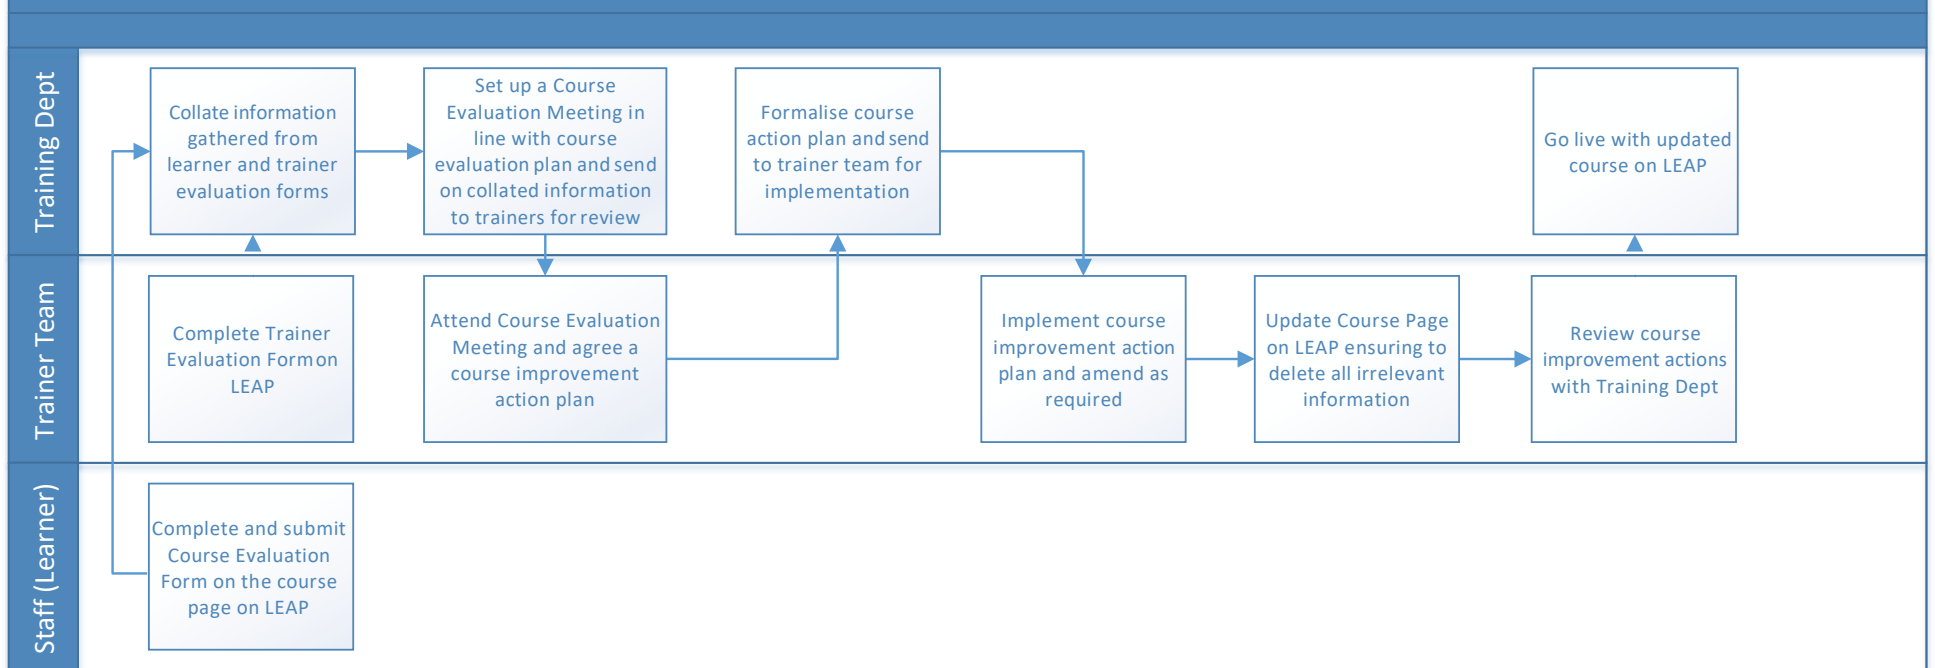 Training Dept
Collate information
gathered from
learner and trainer
evaluation forms
Set up a Course
Evaluation Meeting in
line with course
evaluation plan and send
on collated information
to trainers for review
Formalise course
action plan and send
to trainer team for
implementation
Go live with updated
course on LEAP
Trainer Team
Complete Trainer
Evaluation Form on
LEAP
Attend Course Evaluation
Meeting and agree a
course improvement
action plan
Implement course
improvement action
plan and amend as
required
Update Course Page
on LEAP ensuring to
delete all irrelevant
information
Review course
improvement actions
with Training Dept
Staff (Learner)
Complete and submit
Course Evaluation
Form on the course
page on LEAP